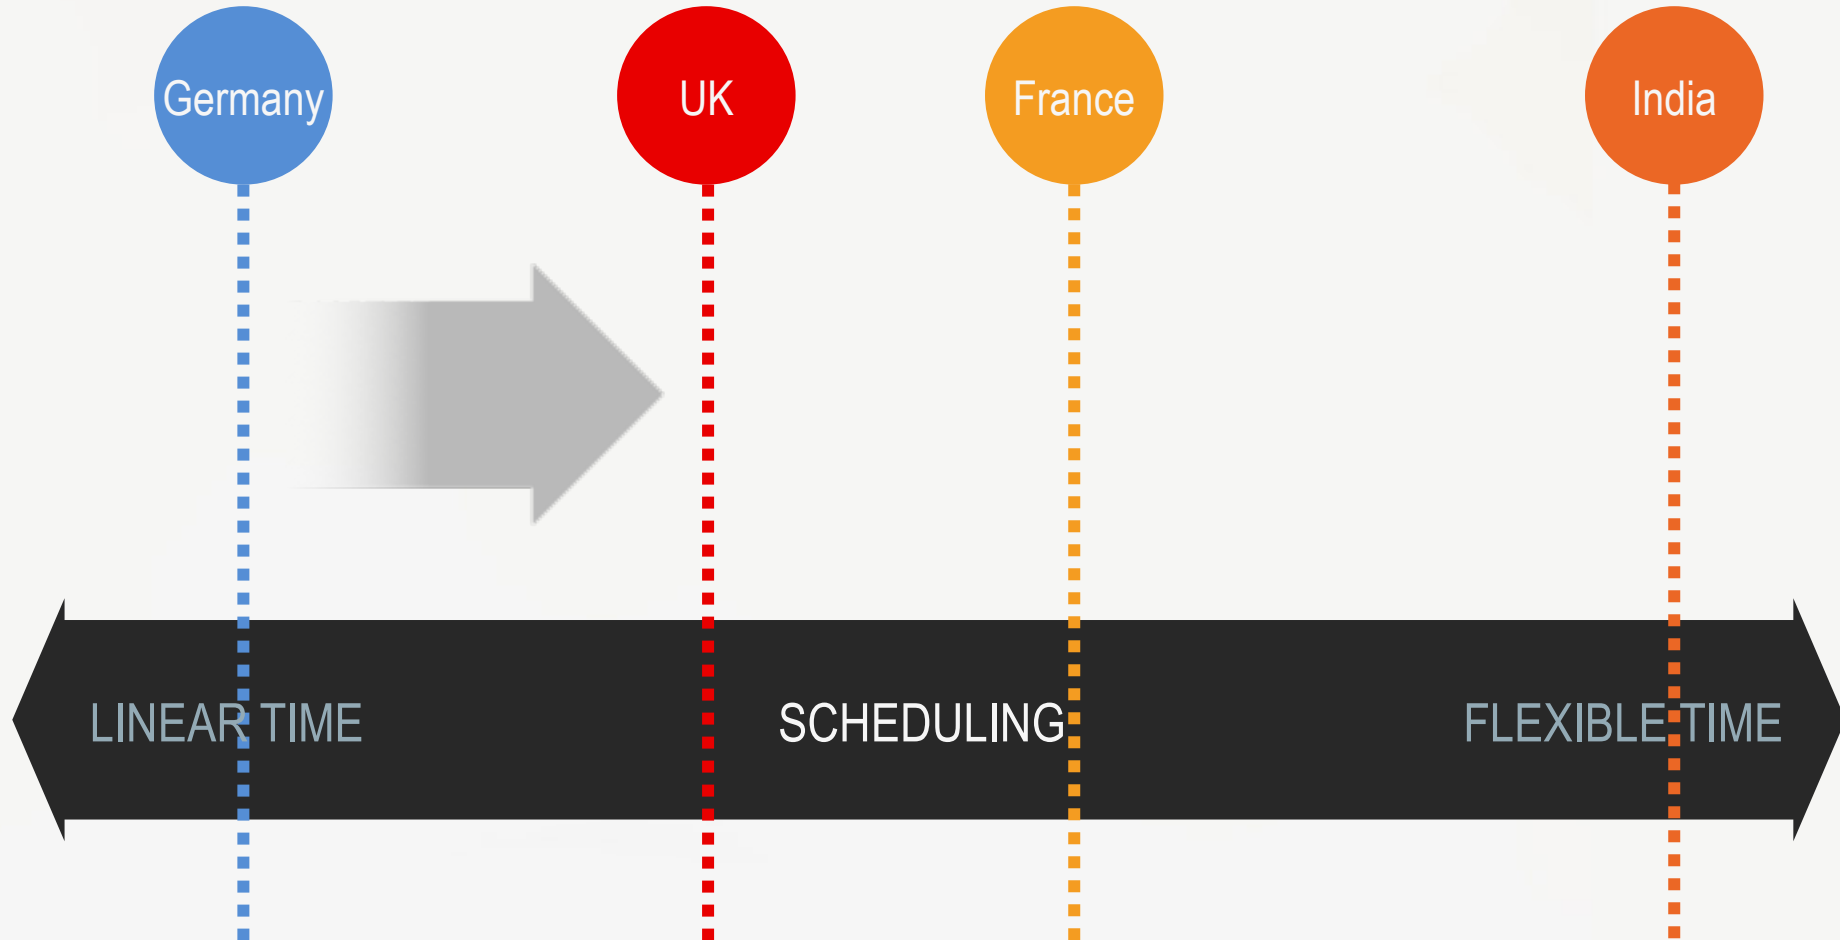 Germany
UK
France
India
LINEAR TIME
SCHEDULING
FLEXIBLE TIME